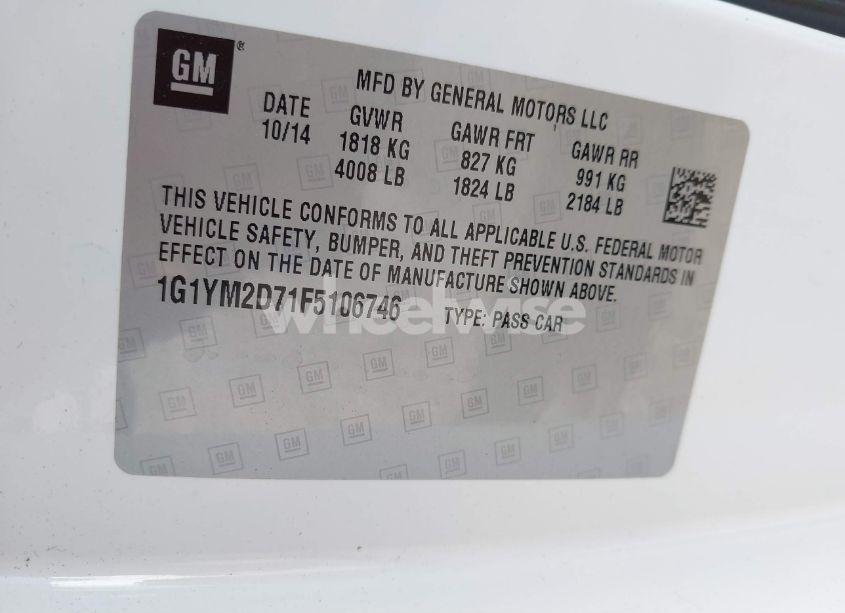 GM ®
MFD BY GENERAL MOTORS LLC
DATE GVWR GAWR FRT GAWR RR
10/14 1818 KG 827 KG 991 KG
4008 LB 1824 LB 2184 LB
THIS VEHICLE CONFORMS TO ALL APPLICABLE U.S. FEDERAL MOTOR
VEHICLE SAFETY, BUMPER, AND THEFT PREVENTION STANDARDS IN
EFFECT ON THE DATE OF MANUFACTURE SHOWN ABOVE.
1G1YM2D71F5106746 TYPE: PASS CAR
wheelwise